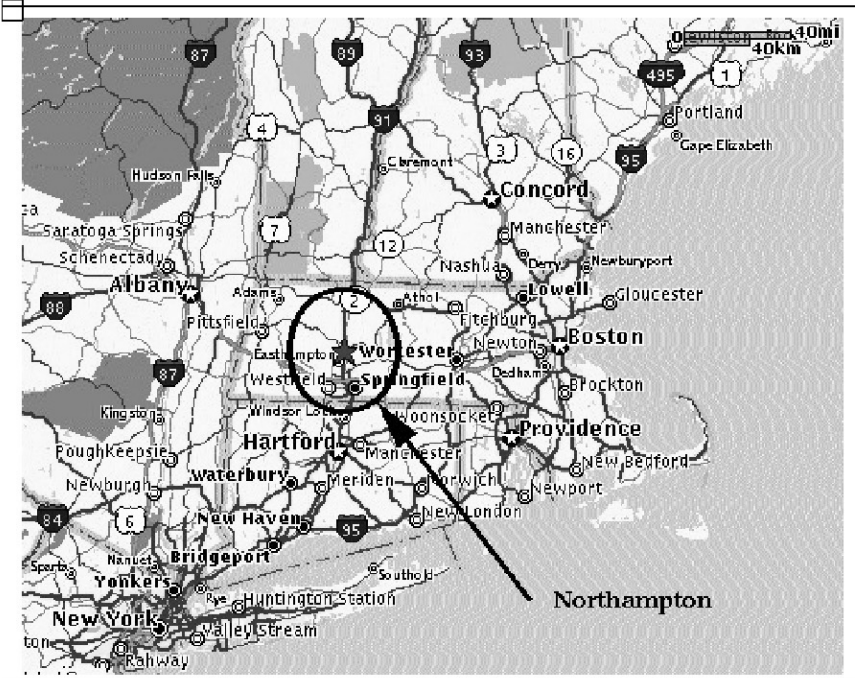 87
89
93
40mi
40km
495
1
Portland
Cape Elizabeth
91
4
3
16
95
Claremont
Hudson Falls
Concord
Saratoga Springs
7
Manchester
12
Schenectady
Nashua
Derry
Newburyport
Albany
Adams
2
Athol
Lowell
Gloucester
88
Fitchburg
Pittsfield
Boston
Newton
Easthampton
Worcester
87
Dedham
Westfield
Springfield
Brockton
Kingston
Windsor Loc
Woonsocket
Providence
Hartford
Manchester
Poughkeepsie
New Bedford
Waterbury
Newburgh
Meriden
Norwich
Newport
84
6
New Haven
95
New London
Bridgeport
Nanuet
Sparta
Southold
Yonkers
Rye
Huntington Station
Northampton
New York
Valley Stream
ton
Rahway